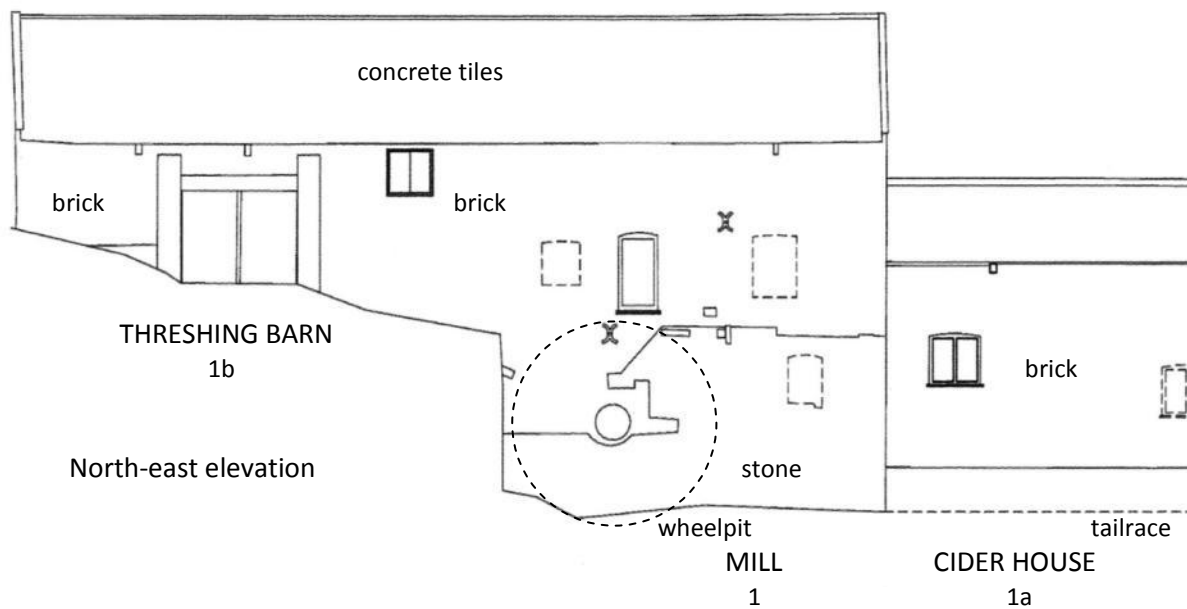 concrete tiles
brick
brick
THRESHING BARN
1b
brick
North-east elevation
stone
wheelpit
tailrace
MILL
1
CIDER HOUSE
1a